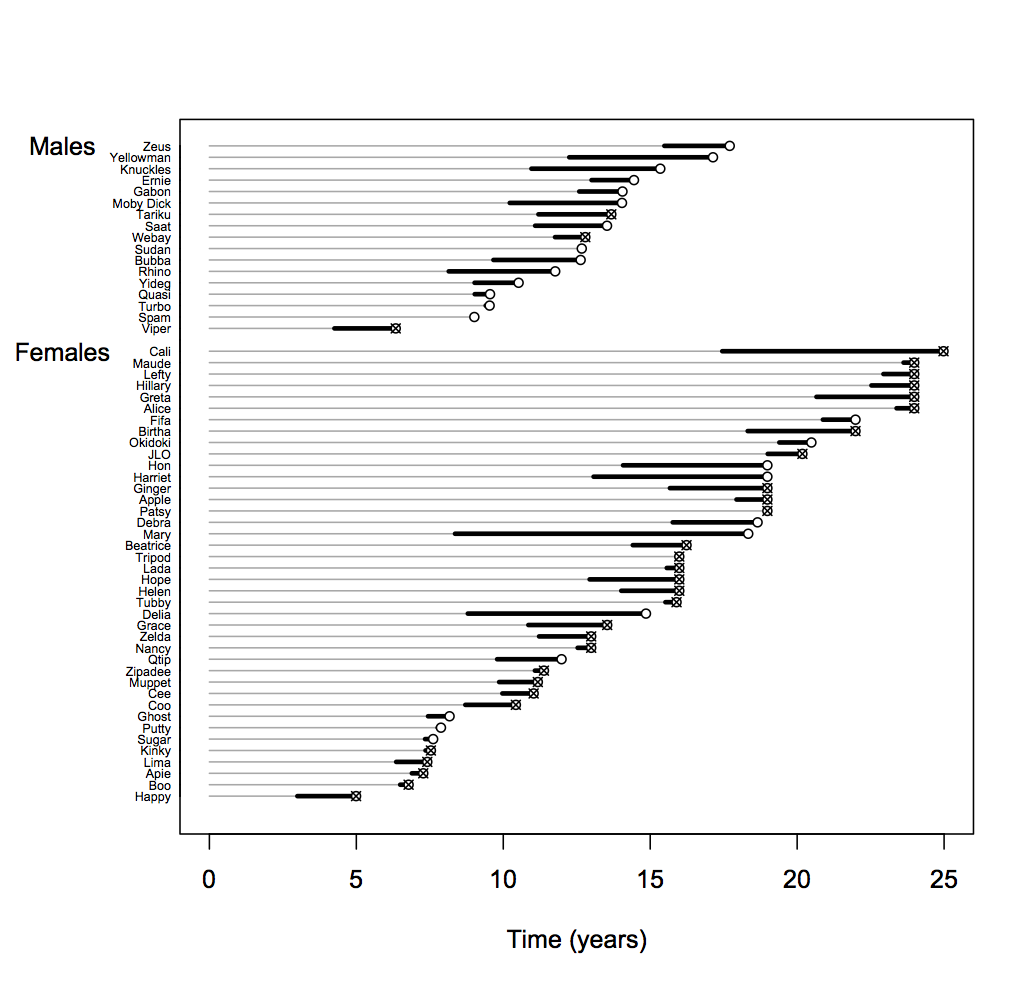 Males
Zeus
Yellowman
Knuckles
Ernie
Gabon
Moby Dick
Tariku
Saat
Webay
Sudan
Bubba
Rhino
Yideg
Quasi
Turbo
Spam
Viper
Females
Cali
Maude
Lefty
Hillary
Greta
Alice
Fifa
Birtha
Okidoki
JLO
Hon
Harriet
Ginger
Apple
Patsy
Debra
Mary
Beatrice
Tripod
Lada
Hope
Helen
Tubby
Delia
Grace
Zelda
Nancy
Qtip
Zipadee
Muppet
Cee
Coo
Ghost
Putty
Sugar
Kinky
Lima
Apie
Boo
Happy
0 5 10 15 20 25
Time (years)